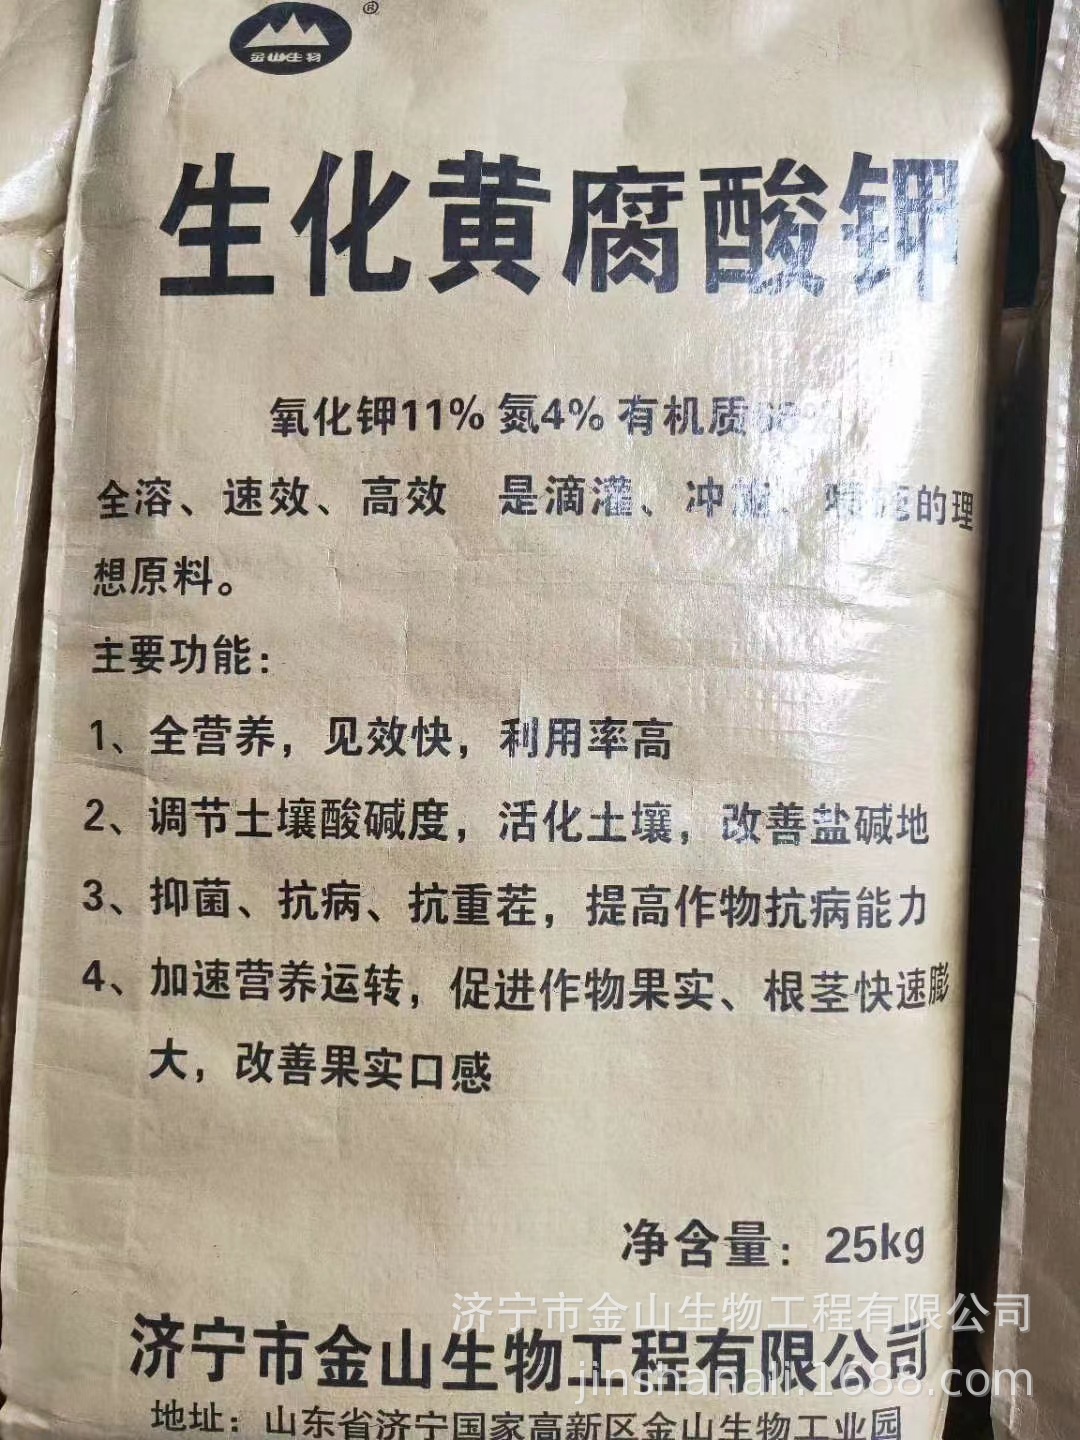 金山生物®
生化黄腐酸钾
氧化钾11% 氮4% 有机质
全溶、速效、高效 是滴灌、冲施、的理
想原料。
主要功能：
1、全营养，见效快，利用率高
2、调节土壤酸碱度，活化土壤，改善盐碱地
3、抑菌、抗病、抗重茬，提高作物抗病能力
4、加速营养运转，促进作物果实、根茎快速膨
大，改善果实口感
净含量：25kg
济宁市金山生物工程有限公司
济宁市金山生物工程有限公司
jinshanali.1688.com
地址：山东省济宁国家高新区金山生物工业园